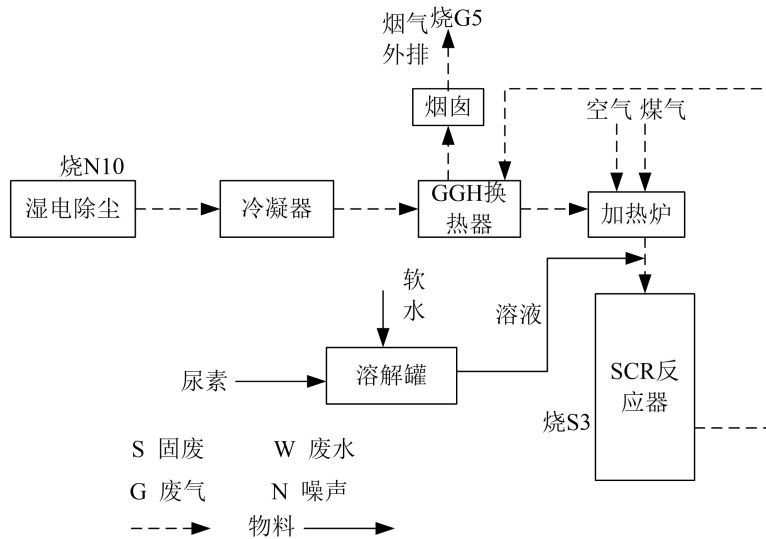 烟气
外排
烧G5
烟囱
空气
煤气
烧N10
湿电除尘
冷凝器
GGH换
热器
加热炉
软
水
溶液
尿素
溶解罐
SCR反
应器
烧S3
S 固废
W 废水
G 废气
N 噪声
物料